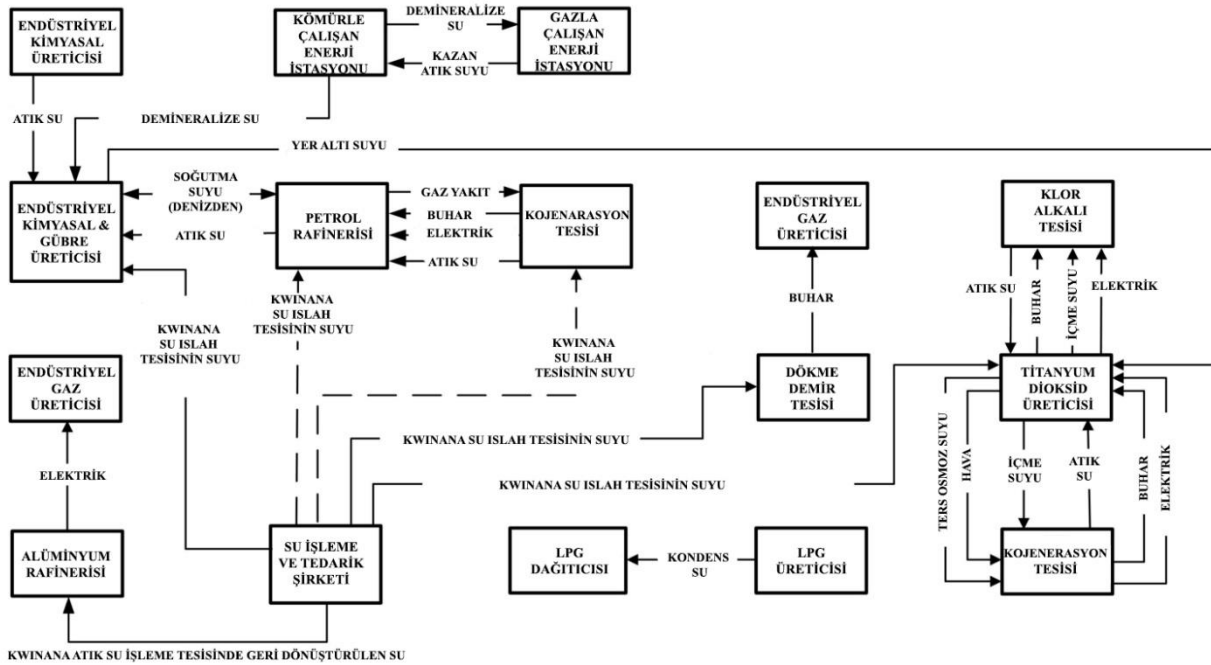 ENDÜSTRİYEL
KİMYASAL
ÜRETİCİSİ
KÖMÜRLE
ÇALIŞAN
ENERJİ
İSTASYONU
DEMİNERALİZE
SU
KAZAN
ATIK SUYU
GAZLA
ÇALIŞAN
ENERJİ
İSTASYONU
ATIK SU
DEMİNERALİZE SU
YER ALTI SUYU
ENDÜSTRİYEL
KİMYASAL &
GÜBRE
ÜRETİCİSİ
SOĞUTMA
SUYU
(DENİZDEN)
ATIK SU
PETROL
RAFİNERİSİ
GAZ YAKIT
BUHAR
ELEKTRİK
ATIK SU
KOJENARASYON
TESİSİ
ENDÜSTRİYEL
GAZ
ÜRETİCİSİ
KLOR
ALKALI
TESİSİ
KWINANA
SU ISLAH
TESİSİNİN SUYU
KWINANA
SU ISLAH
TESİSİNİN SUYU
KWINANA
SU ISLAH
TESİSİNİN SUYU
BUHAR
ATIK SU
BUHAR
İÇME SUYU
ELEKTRİK
ENDÜSTRİYEL
GAZ
ÜRETİCİSİ
DÖKME
DEMİR
TESİSİ
TİTANYUM
DİOKSİD
ÜRETİCİSİ
KWINANA SU ISLAH TESİSİNİN SUYU
ELEKTRİK
KWINANA SU ISLAH TESİSİNİN SUYU
TERS OSMOZ SUYU
HAVA
İÇME
SUYU
ATIK
SU
BUHAR
ELEKTRİK
ALÜMİNYUM
RAFİNERİSİ
SU İŞLEME
VE TEDARİK
ŞİRKETİ
LPG
DAĞITICISI
KONDENS
SU
LPG
ÜRETİCİSİ
KOJENERASYON
TESİSİ
KWINANA ATIK SU İŞLEME TESİSİNDE GERİ DÖNÜŞTÜRÜLEN SU